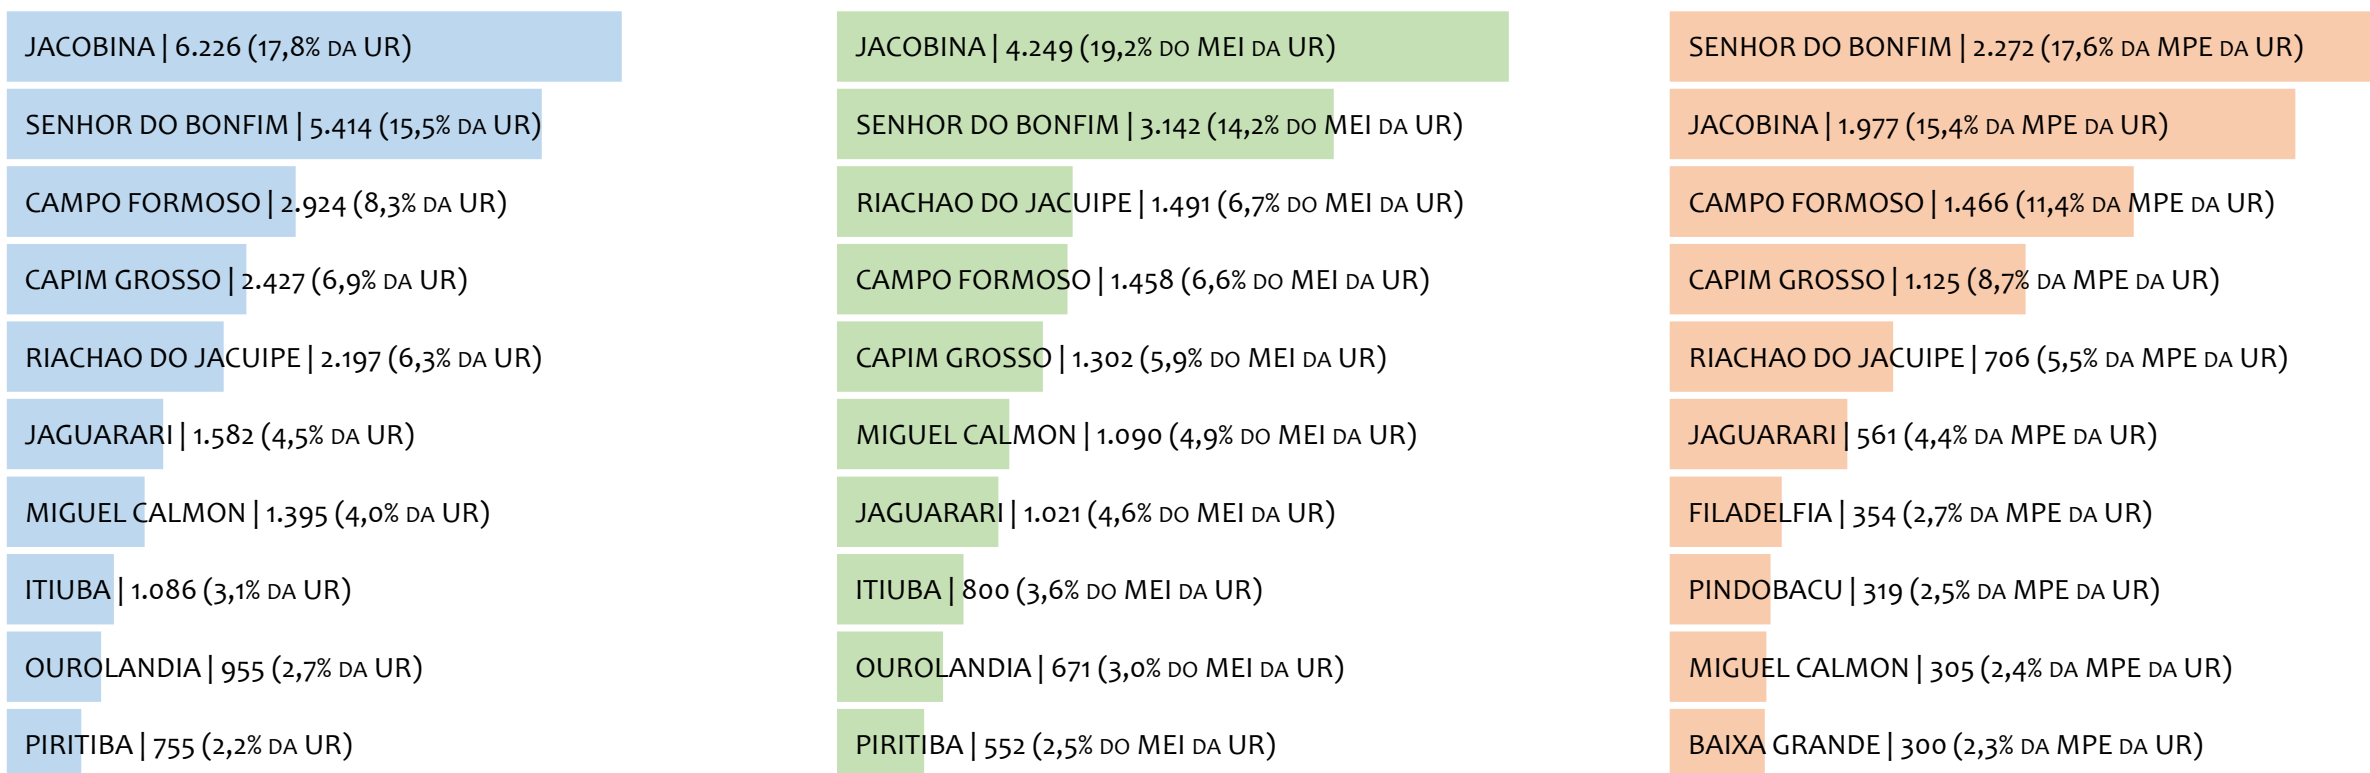 JACOBINA | 6.226 (17,8% DA UR)
SENHOR DO BONFIM | 5.414 (15,5% DA UR)
CAMPO FORMOSO | 2.924 (8,3% DA UR)
CAPIM GROSSO | 2.427 (6,9% DA UR)
RIACHAO DO JACUIPE | 2.197 (6,3% DA UR)
JAGUARARI | 1.582 (4,5% DA UR)
MIGUEL CALMON | 1.395 (4,0% DA UR)
ITIUBA | 1.086 (3,1% DA UR)
OUROLANDIA | 955 (2,7% DA UR)
PIRITIBA | 755 (2,2% DA UR)
JACOBINA | 4.249 (19,2% DO MEI DA UR)
SENHOR DO BONFIM | 3.142 (14,2% DO MEI DA UR)
RIACHAO DO JACUIPE | 1.491 (6,7% DO MEI DA UR)
CAMPO FORMOSO | 1.458 (6,6% DO MEI DA UR)
CAPIM GROSSO | 1.302 (5,9% DO MEI DA UR)
MIGUEL CALMON | 1.090 (4,9% DO MEI DA UR)
JAGUARARI | 1.021 (4,6% DO MEI DA UR)
ITIUBA | 800 (3,6% DO MEI DA UR)
OUROLANDIA | 671 (3,0% DO MEI DA UR)
PIRITIBA | 552 (2,5% DO MEI DA UR)
SENHOR DO BONFIM | 2.272 (17,6% DA MPE DA UR)
JACOBINA | 1.977 (15,4% DA MPE DA UR)
CAMPO FORMOSO | 1.466 (11,4% DA MPE DA UR)
CAPIM GROSSO | 1.125 (8,7% DA MPE DA UR)
RIACHAO DO JACUIPE | 706 (5,5% DA MPE DA UR)
JAGUARARI | 561 (4,4% DA MPE DA UR)
FILADELFIA | 354 (2,7% DA MPE DA UR)
PINDOBACU | 319 (2,5% DA MPE DA UR)
MIGUEL CALMON | 305 (2,4% DA MPE DA UR)
BAIXA GRANDE | 300 (2,3% DA MPE DA UR)